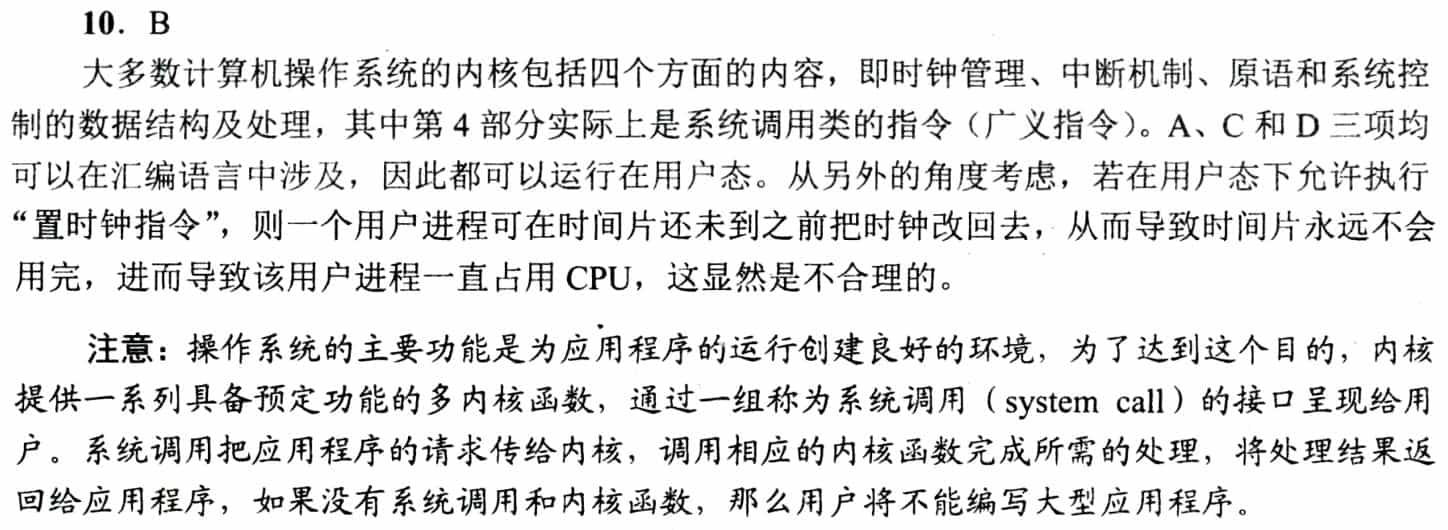 10. B
大多数计算机操作系统的内核包括四个方面的内容，即时钟管理、中断机制、原语和系统控
制的数据结构及处理，其中第 4 部分实际上是系统调用类的指令（广义指令）。A、C 和 D 三项均
可以在汇编语言中涉及，因此都可以运行在用户态。从另外的角度考虑，若在用户态下允许执行
“置时钟指令”，则一个用户进程可在时间片还未到之前把时钟改回去，从而导致时间片永远不会
用完，进而导致该用户进程一直占用 CPU，这显然是不合理的。
注意：操作系统的主要功能是为应用程序的运行创建良好的环境，为了达到这个目的，内核
提供一系列具备预定功能的多内核函数，通过一组称为系统调用（system call）的接口呈现给用
户。系统调用把应用程序的请求传给内核，调用相应的内核函数完成所需的处理，将处理结果返
回给应用程序，如果没有系统调用和内核函数，那么用户将不能编写大型应用程序。